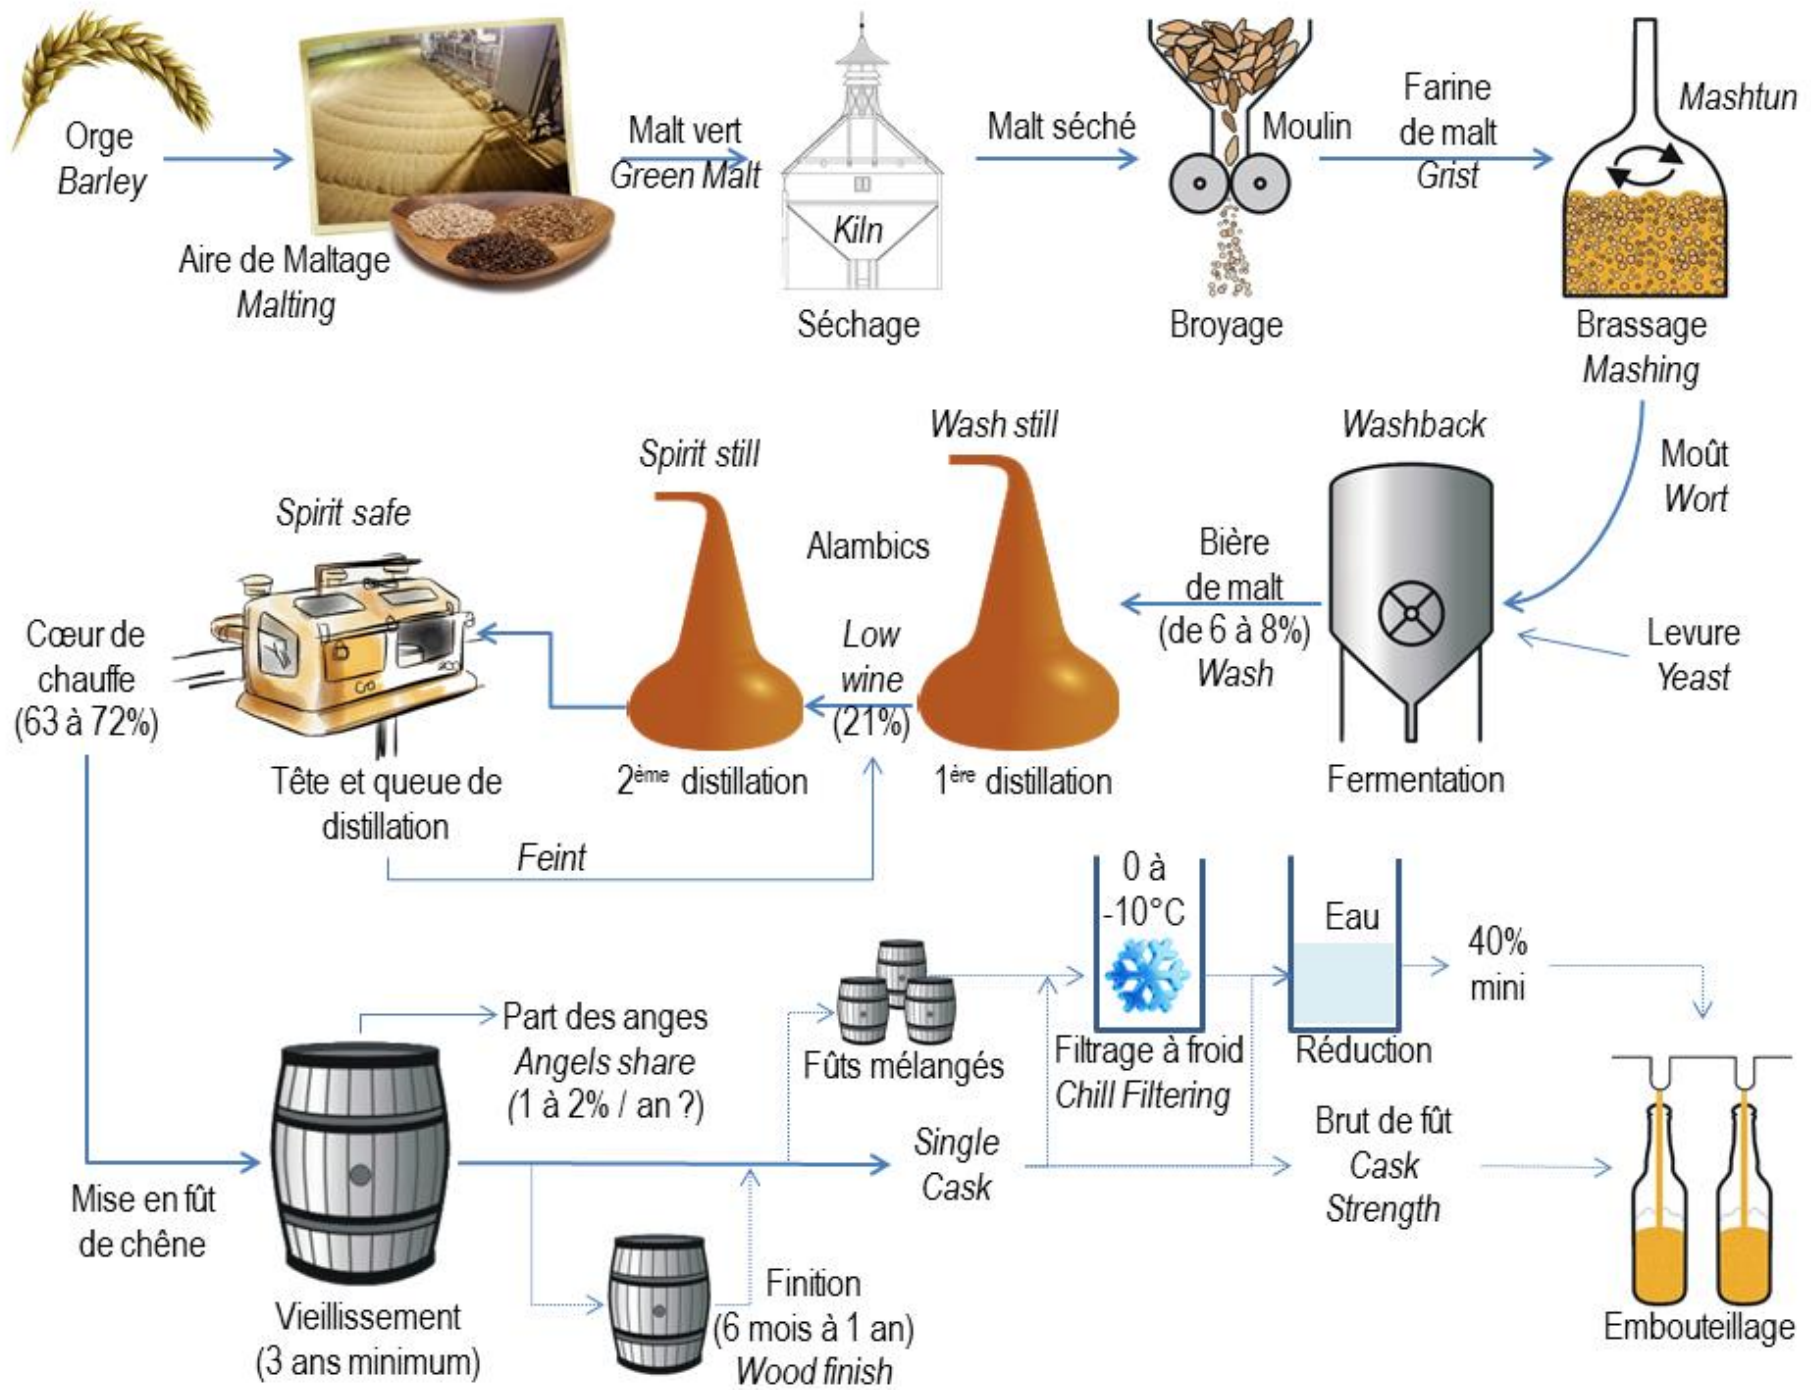 Orge
Barley
Aire de Maltage
Malting
Malt vert
Green Malt
Kiln
Séchage
Malt séché
Moulin
Broyage
Farine
de malt
Grist
Mashtun
Brassage
Mashing
Moût
Wort
Washback
Levure
Yeast
Fermentation
Bière
de malt
(de 6 à 8%)
Wash
Wash still
1ère distillation
Alambics
Low
wine
(21%)
Spirit still
2ème distillation
Spirit safe
Tête et queue de
distillation
Feint
Cœur de
chauffe
(63 à 72%)
Mise en fût
de chêne
Vieillissement
(3 ans minimum)
Part des anges
Angels share
(1 à 2% / an ?)
Finition
(6 mois à 1 an)
Wood finish
Fûts mélangés
Single
Cask
0 à
-10°C
Filtrage à froid
Chill Filtering
Eau
Réduction
40%
mini
Brut de fût
Cask
Strength
Embouteillage